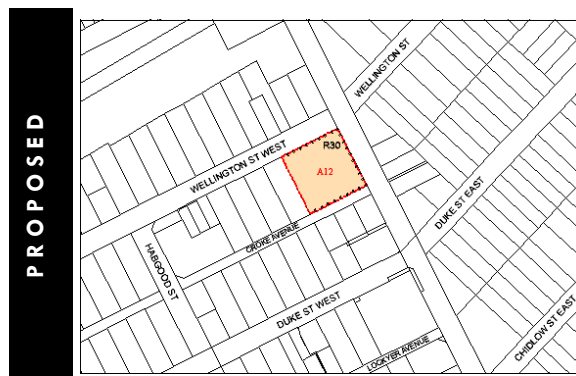 PROPOSED
WELLINGTON ST
WELLINGTON ST WEST
R30
A12
CROKE AVENUE
HABGOOD ST
DUKE ST EAST
DUKE ST WEST
LOCKYER AVENUE
CHIDLOW ST EAST